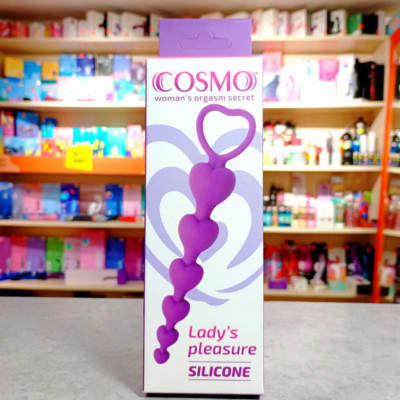 COSMO
woman's orgasm secret
Lady's
pleasure
SILICONE